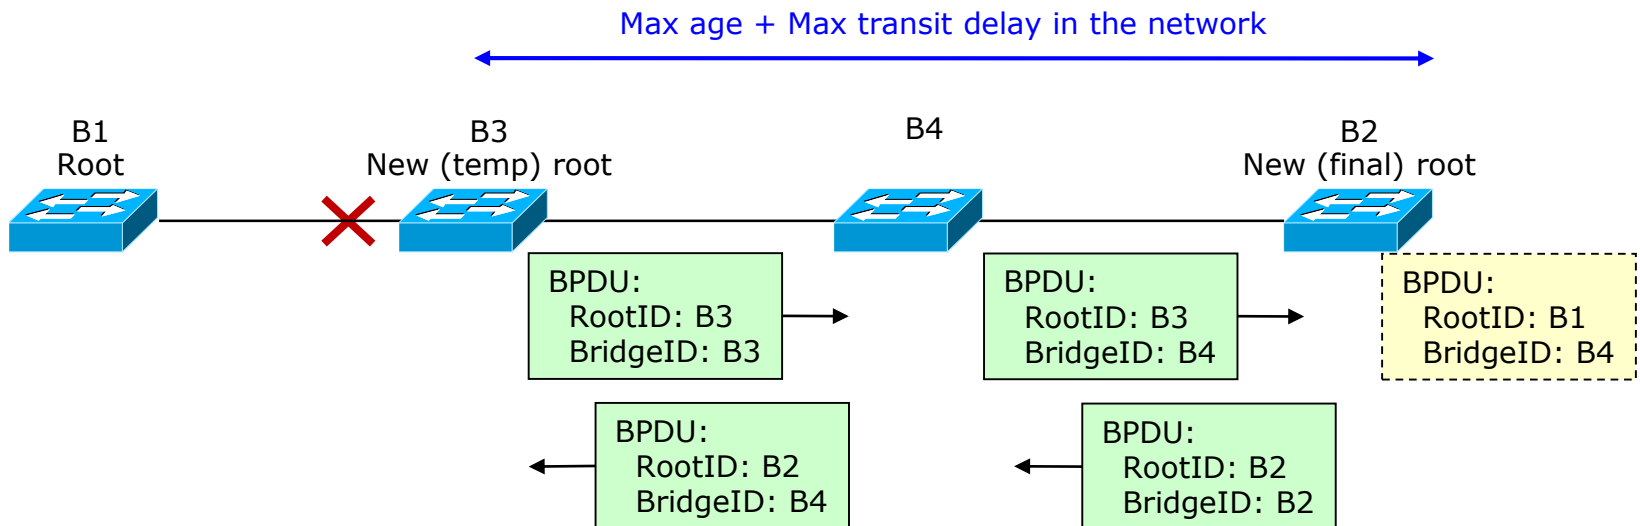 Max age + Max transit delay in the network
B1
Root
B3
New (temp) root
B4
B2
New (final) root
BPDU:
RootID: B3
BridgeID: B3
BPDU:
RootID: B3
BridgeID: B4
BPDU:
RootID: B1
BridgeID: B4
BPDU:
RootID: B2
BridgeID: B4
BPDU:
RootID: B2
BridgeID: B2